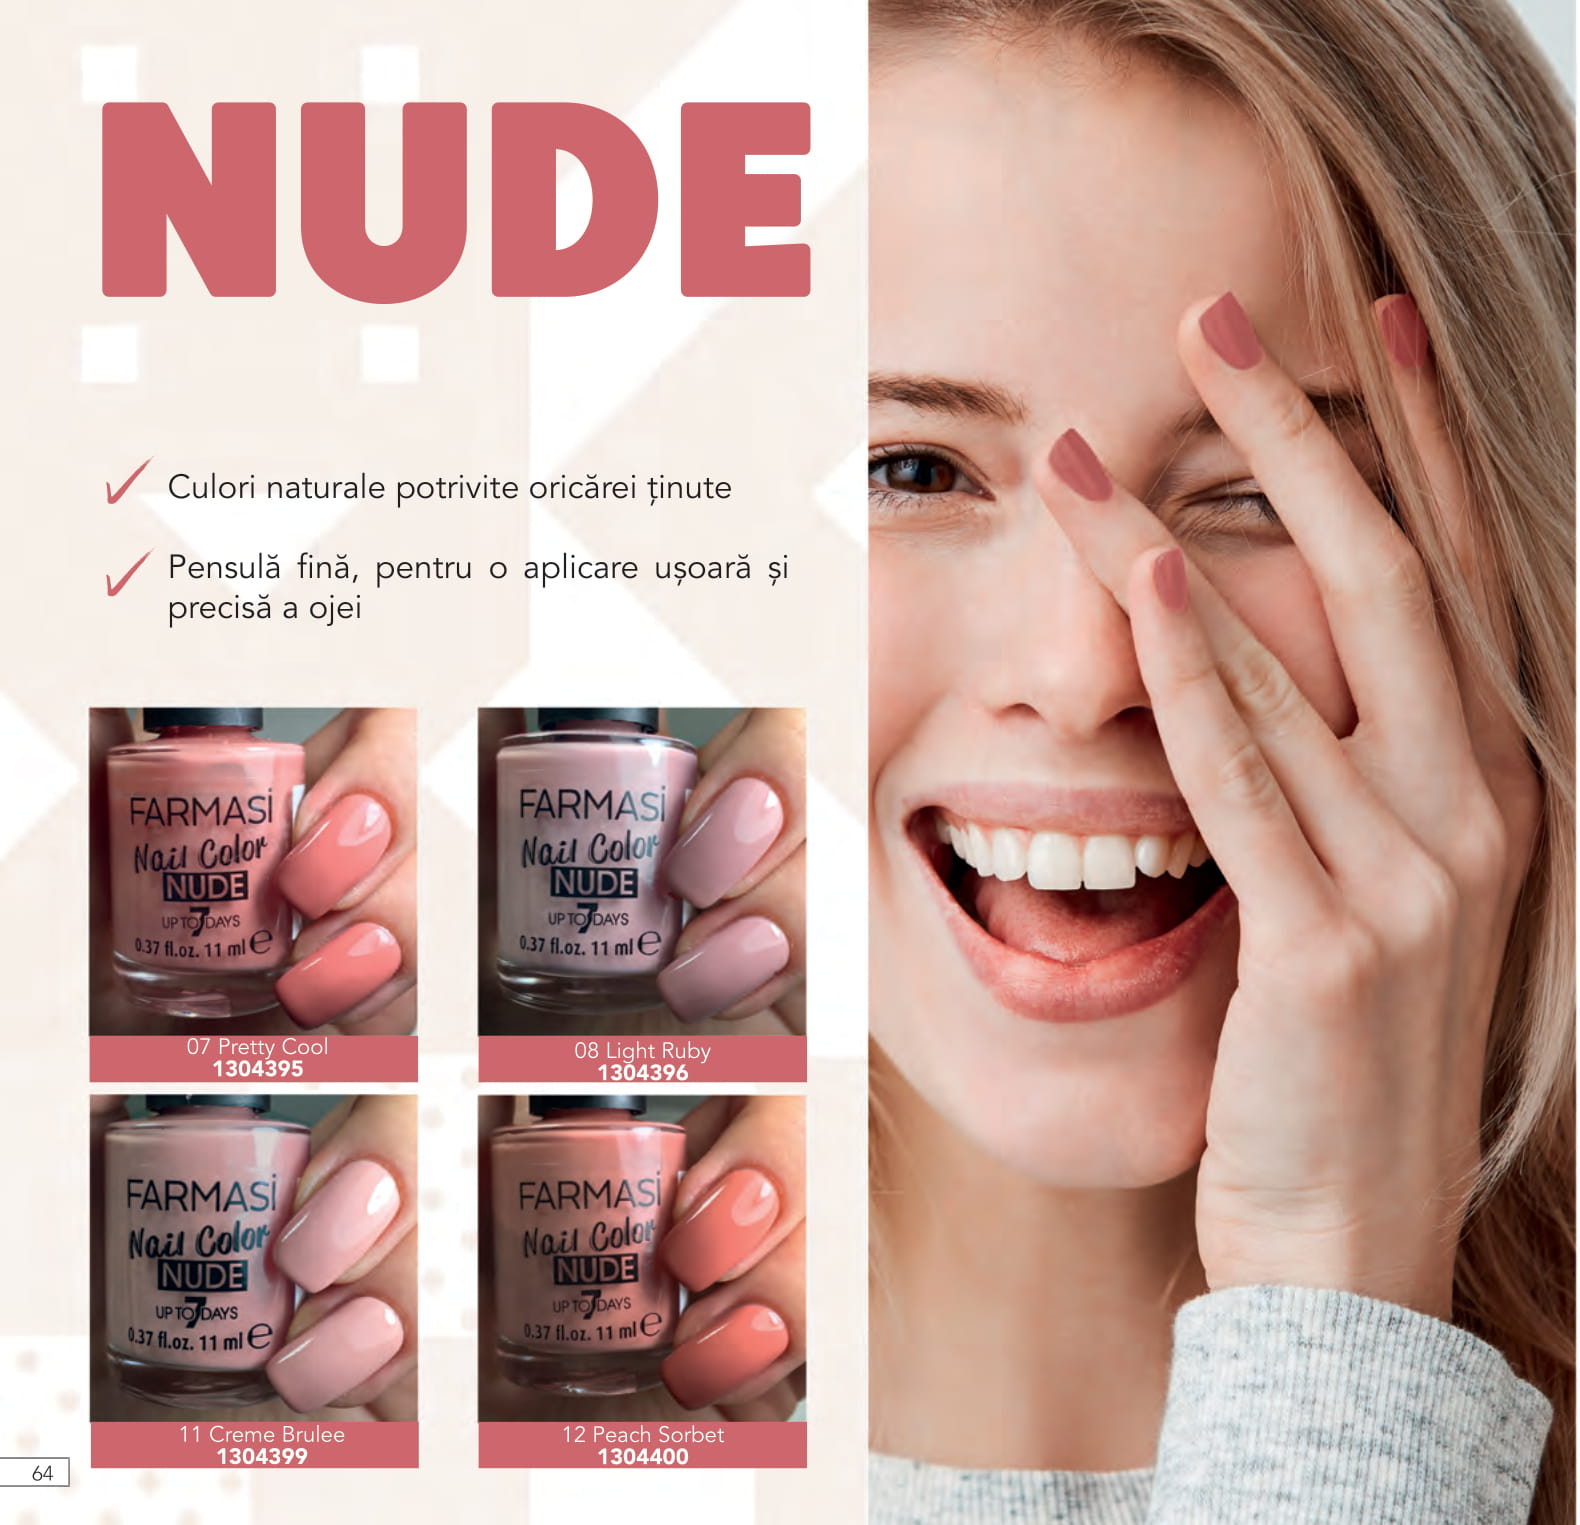 NUDE
Culori naturale potrivite oricărei ținute
Pensulă fină, pentru o aplicare ușoară și
precisă a ojei
FARMASi
Nail Color
NUDE
UP TO 7 DAYS
0.37 fl.oz. 11 ml ℮
07 Pretty Cool
1304395
FARMASi
Nail Color
NUDE
UP TO 7 DAYS
0.37 fl.oz. 11 ml ℮
08 Light Ruby
1304396
FARMASi
Nail Color
NUDE
UP TO 7 DAYS
0.37 fl.oz. 11 ml ℮
11 Creme Brulee
1304399
FARMASi
Nail Color
NUDE
UP TO 7 DAYS
0.37 fl.oz. 11 ml ℮
12 Peach Sorbet
1304400
64